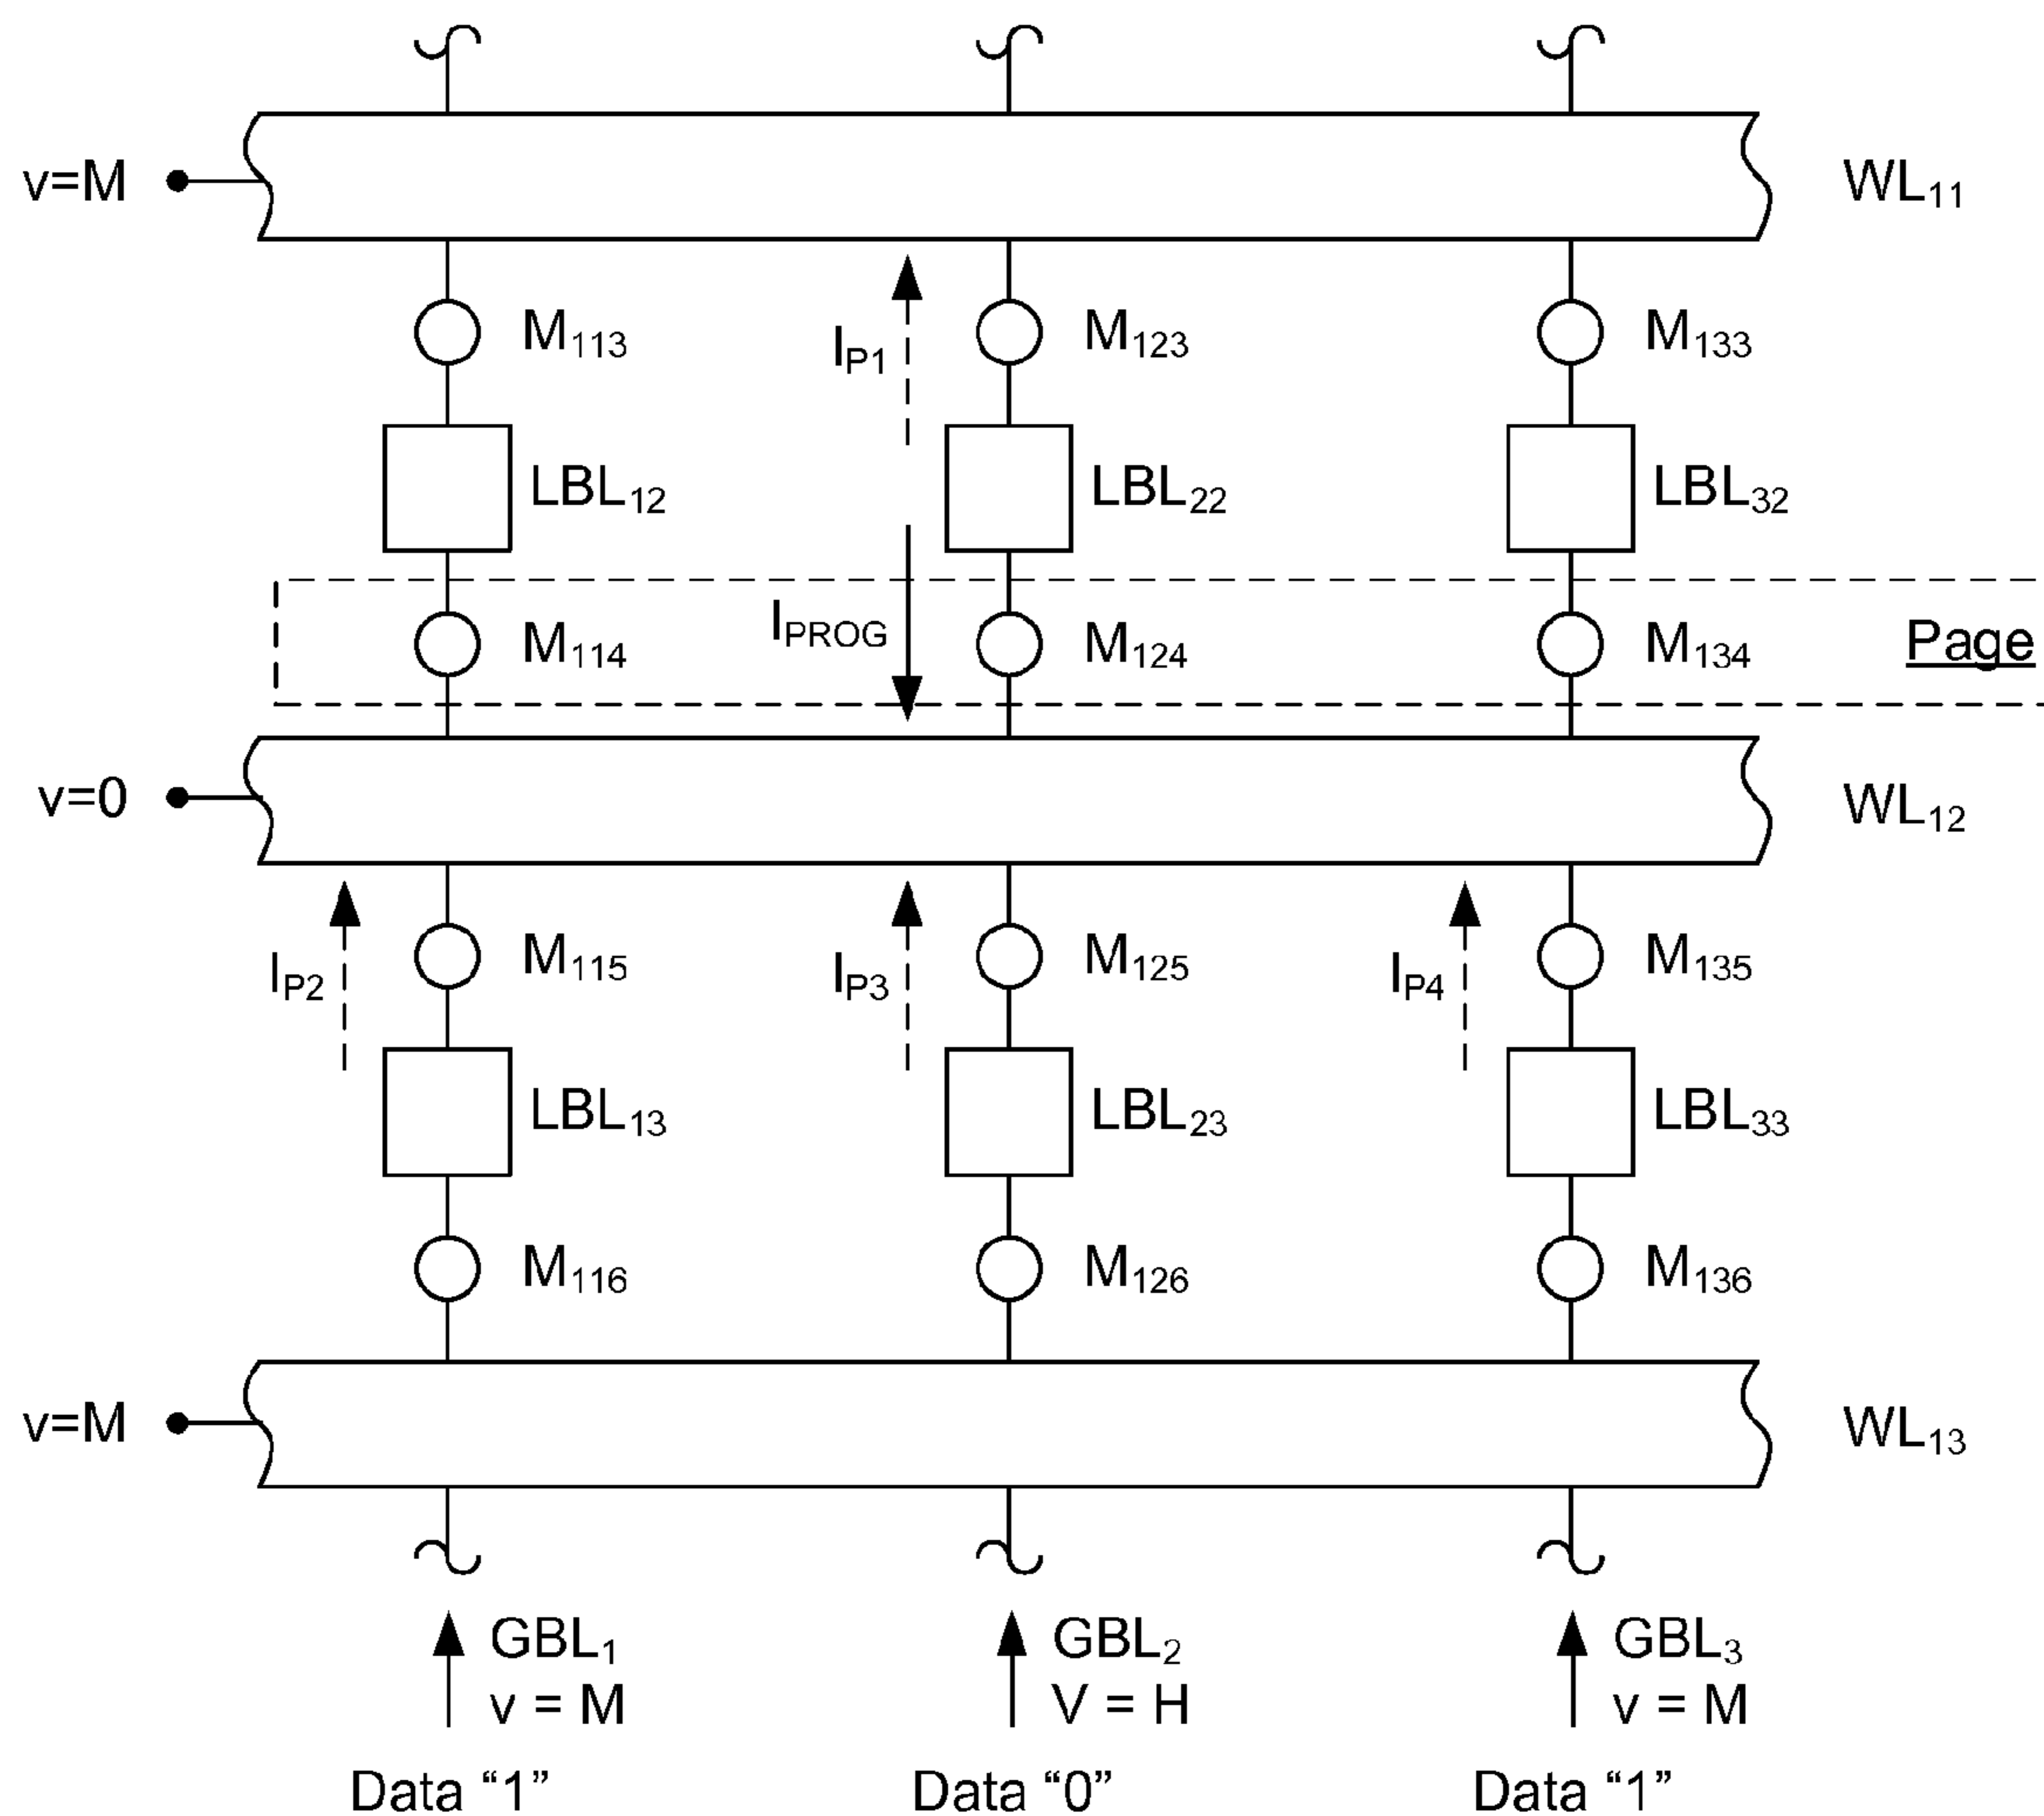 v=M
WL11
M113
IP1
M123
M133
LBL12
LBL22
LBL32
M114
IPROG
M124
M134
Page
v=0
WL12
IP2
M115
IP3
M125
IP4
M135
LBL13
LBL23
LBL33
M116
M126
M136
v=M
WL13
GBL1
v = M
GBL2
V = H
GBL3
v = M
Data “1”
Data “0”
Data “1”